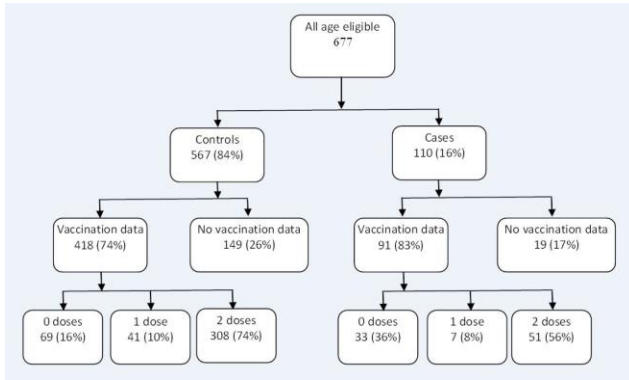 All age eligible
677
Controls
567 (84%)
Cases
110 (16%)
Vaccination data
418 (74%)
No vaccination data
149 (26%)
Vaccination data
91 (83%)
No vaccination data
19 (17%)
0 doses
69 (16%)
1 dose
41 (10%)
2 doses
308 (74%)
0 doses
33 (36%)
1 dose
7 (8%)
2 doses
51 (56%)